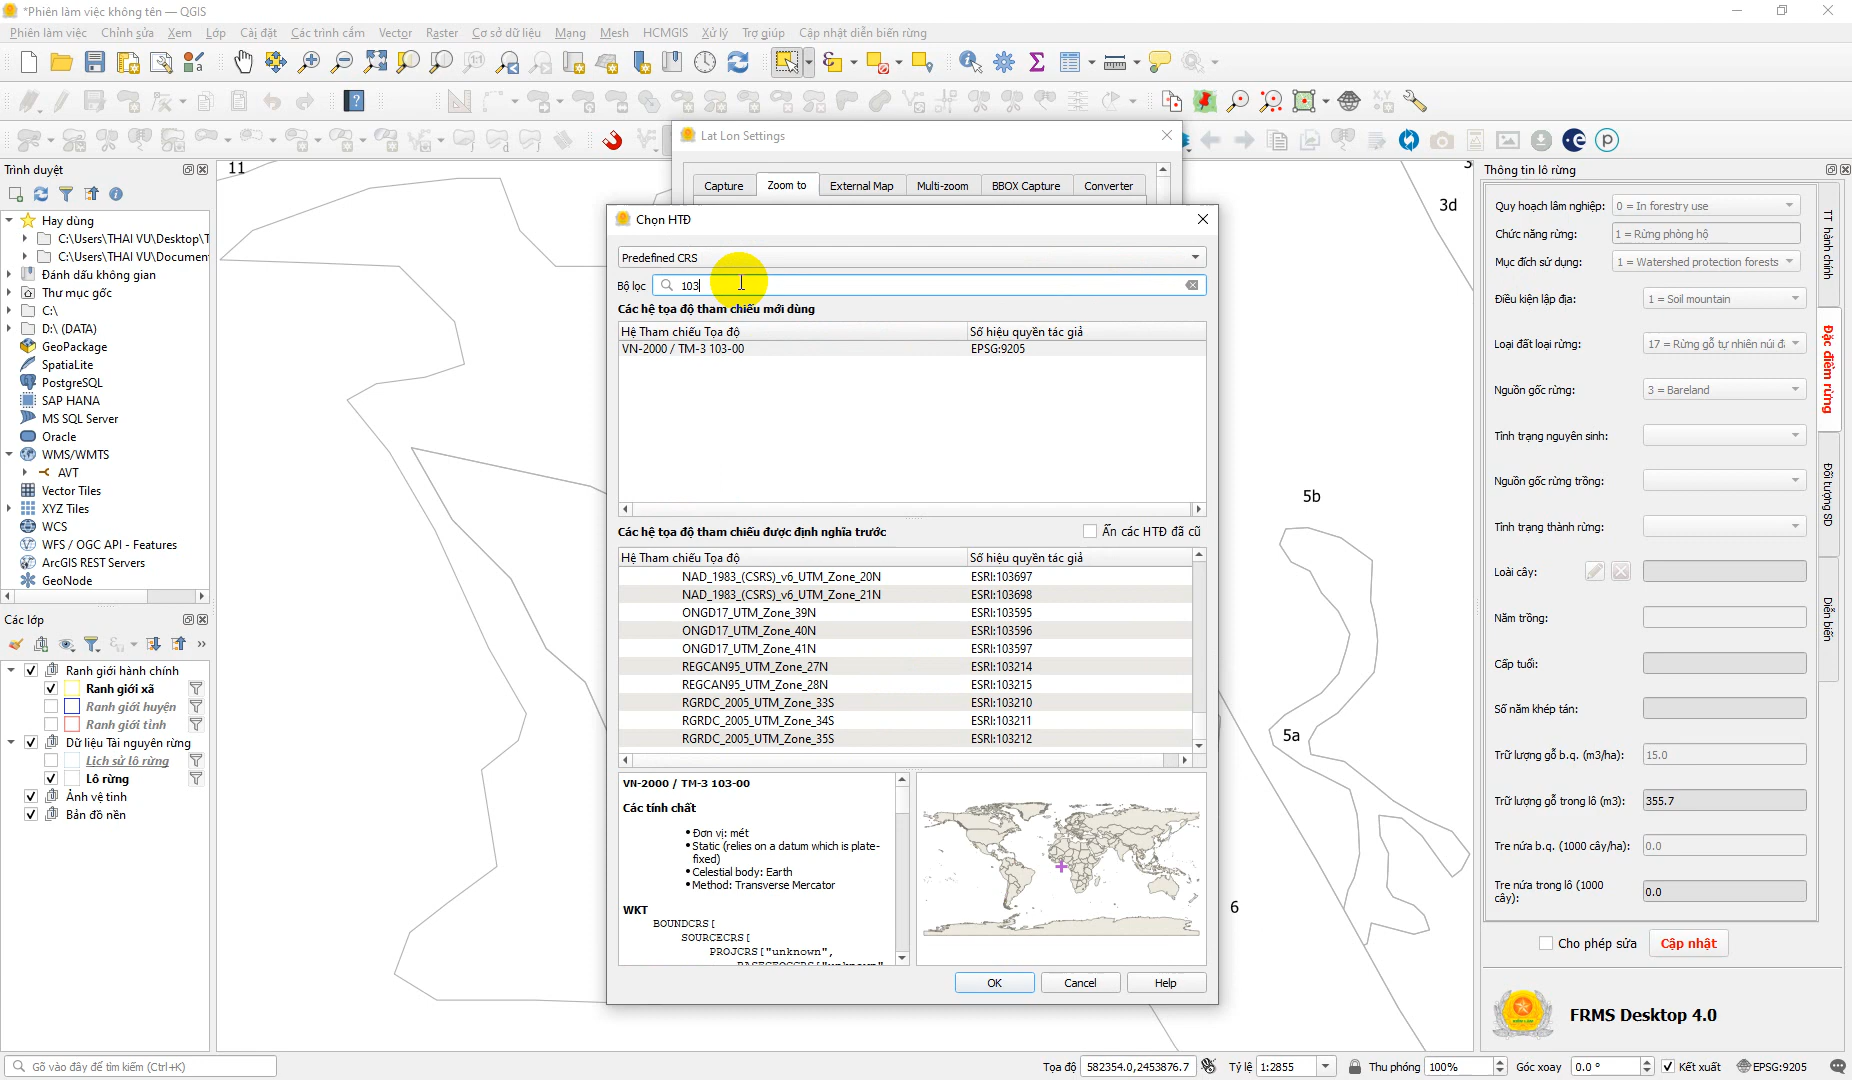 *Phiên làm việc không tên — QGIS
Phiên làm việc Chỉnh sửa Xem Lớp Cài đặt Các trình cắm Vector Raster Cơ sở dữ liệu Mạng Mesh HCMGIS Xử lý Trợ giúp Cập nhật diễn biến rừng
Lat Lon Settings
Capture Zoom to External Map Multi-zoom BBOX Capture Converter
Trình duyệt
Hay dùng
C:\Users\THAI VU\Desktop\T
C:\Users\THAI VU\Documen
Đánh dấu không gian
Thư mục gốc
C:\
D:\ (DATA)
GeoPackage
SpatiaLite
PostgreSQL
SAP HANA
MS SQL Server
Oracle
WMS/WMTS
AVT
Vector Tiles
XYZ Tiles
WCS
WFS / OGC API - Features
ArcGIS REST Servers
GeoNode
Các lớp
Ranh giới hành chính
Ranh giới xã
Ranh giới huyện
Ranh giới tỉnh
Dữ liệu Tài nguyên rừng
Lịch sử lô rừng
Lô rừng
Ảnh vệ tinh
Bản đồ nền
11
3d
5b
5a
6
Chọn HTĐ
Predefined CRS
Bộ lọc 103
Các hệ tọa độ tham chiếu mới dùng
Hệ Tham chiếu Tọa độ Số hiệu quyền tác giả
VN-2000 / TM-3 103-00 EPSG:9205
Các hệ tọa độ tham chiếu được định nghĩa trước Ẩn các HTĐ đã cũ
Hệ Tham chiếu Tọa độ Số hiệu quyền tác giả
NAD_1983_(CSRS)_v6_UTM_Zone_20N ESRI:103697
NAD_1983_(CSRS)_v6_UTM_Zone_21N ESRI:103698
ONGD17_UTM_Zone_39N ESRI:103595
ONGD17_UTM_Zone_40N ESRI:103596
ONGD17_UTM_Zone_41N ESRI:103597
REGCAN95_UTM_Zone_27N ESRI:103214
REGCAN95_UTM_Zone_28N ESRI:103215
RGRDC_2005_UTM_Zone_33S ESRI:103210
RGRDC_2005_UTM_Zone_34S ESRI:103211
RGRDC_2005_UTM_Zone_35S ESRI:103212
VN-2000 / TM-3 103-00
Các tính chất
Đơn vị: mét
Static (relies on a datum which is plate-
fixed)
Celestial body: Earth
Method: Transverse Mercator
WKT
BOUNDCRS[
SOURCECRS[
PROJCRS["unknown",
BASEGEOGCRS["unknown",
OK Cancel Help
Thông tin lô rừng
Quy hoạch lâm nghiệp: 0 = In forestry use
Chức năng rừng: 1 = Rừng phòng hộ
Mục đích sử dụng: 1 = Watershed protection forests
Điều kiện lập địa: 1 = Soil mountain
Loại đất loại rừng: 17 = Rừng gỗ tự nhiên núi đ
Nguồn gốc rừng: 3 = Bareland
Tình trạng nguyên sinh:
Nguồn gốc rừng trồng:
Tình trạng thành rừng:
Loài cây:
Năm trồng:
Cấp tuổi:
Số năm khép tán:
Trữ lượng gỗ b.q. (m3/ha): 15.0
Trữ lượng gỗ trong lô (m3): 355.7
Tre nứa b.q. (1000 cây/ha): 0.0
Tre nứa trong lô (1000
cây): 0.0
TT hành chính
Đặc điểm rừng
Đối tượng SD
Diễn biến
Cho phép sửa Cập nhật
FRMS Desktop 4.0
Gõ vào đây để tìm kiếm (Ctrl+K)
Tọa độ 582354.0,2453876.7 Tỷ lệ 1:2855 Thu phóng 100% Góc xoay 0.0 ° Kết xuất EPSG:9205